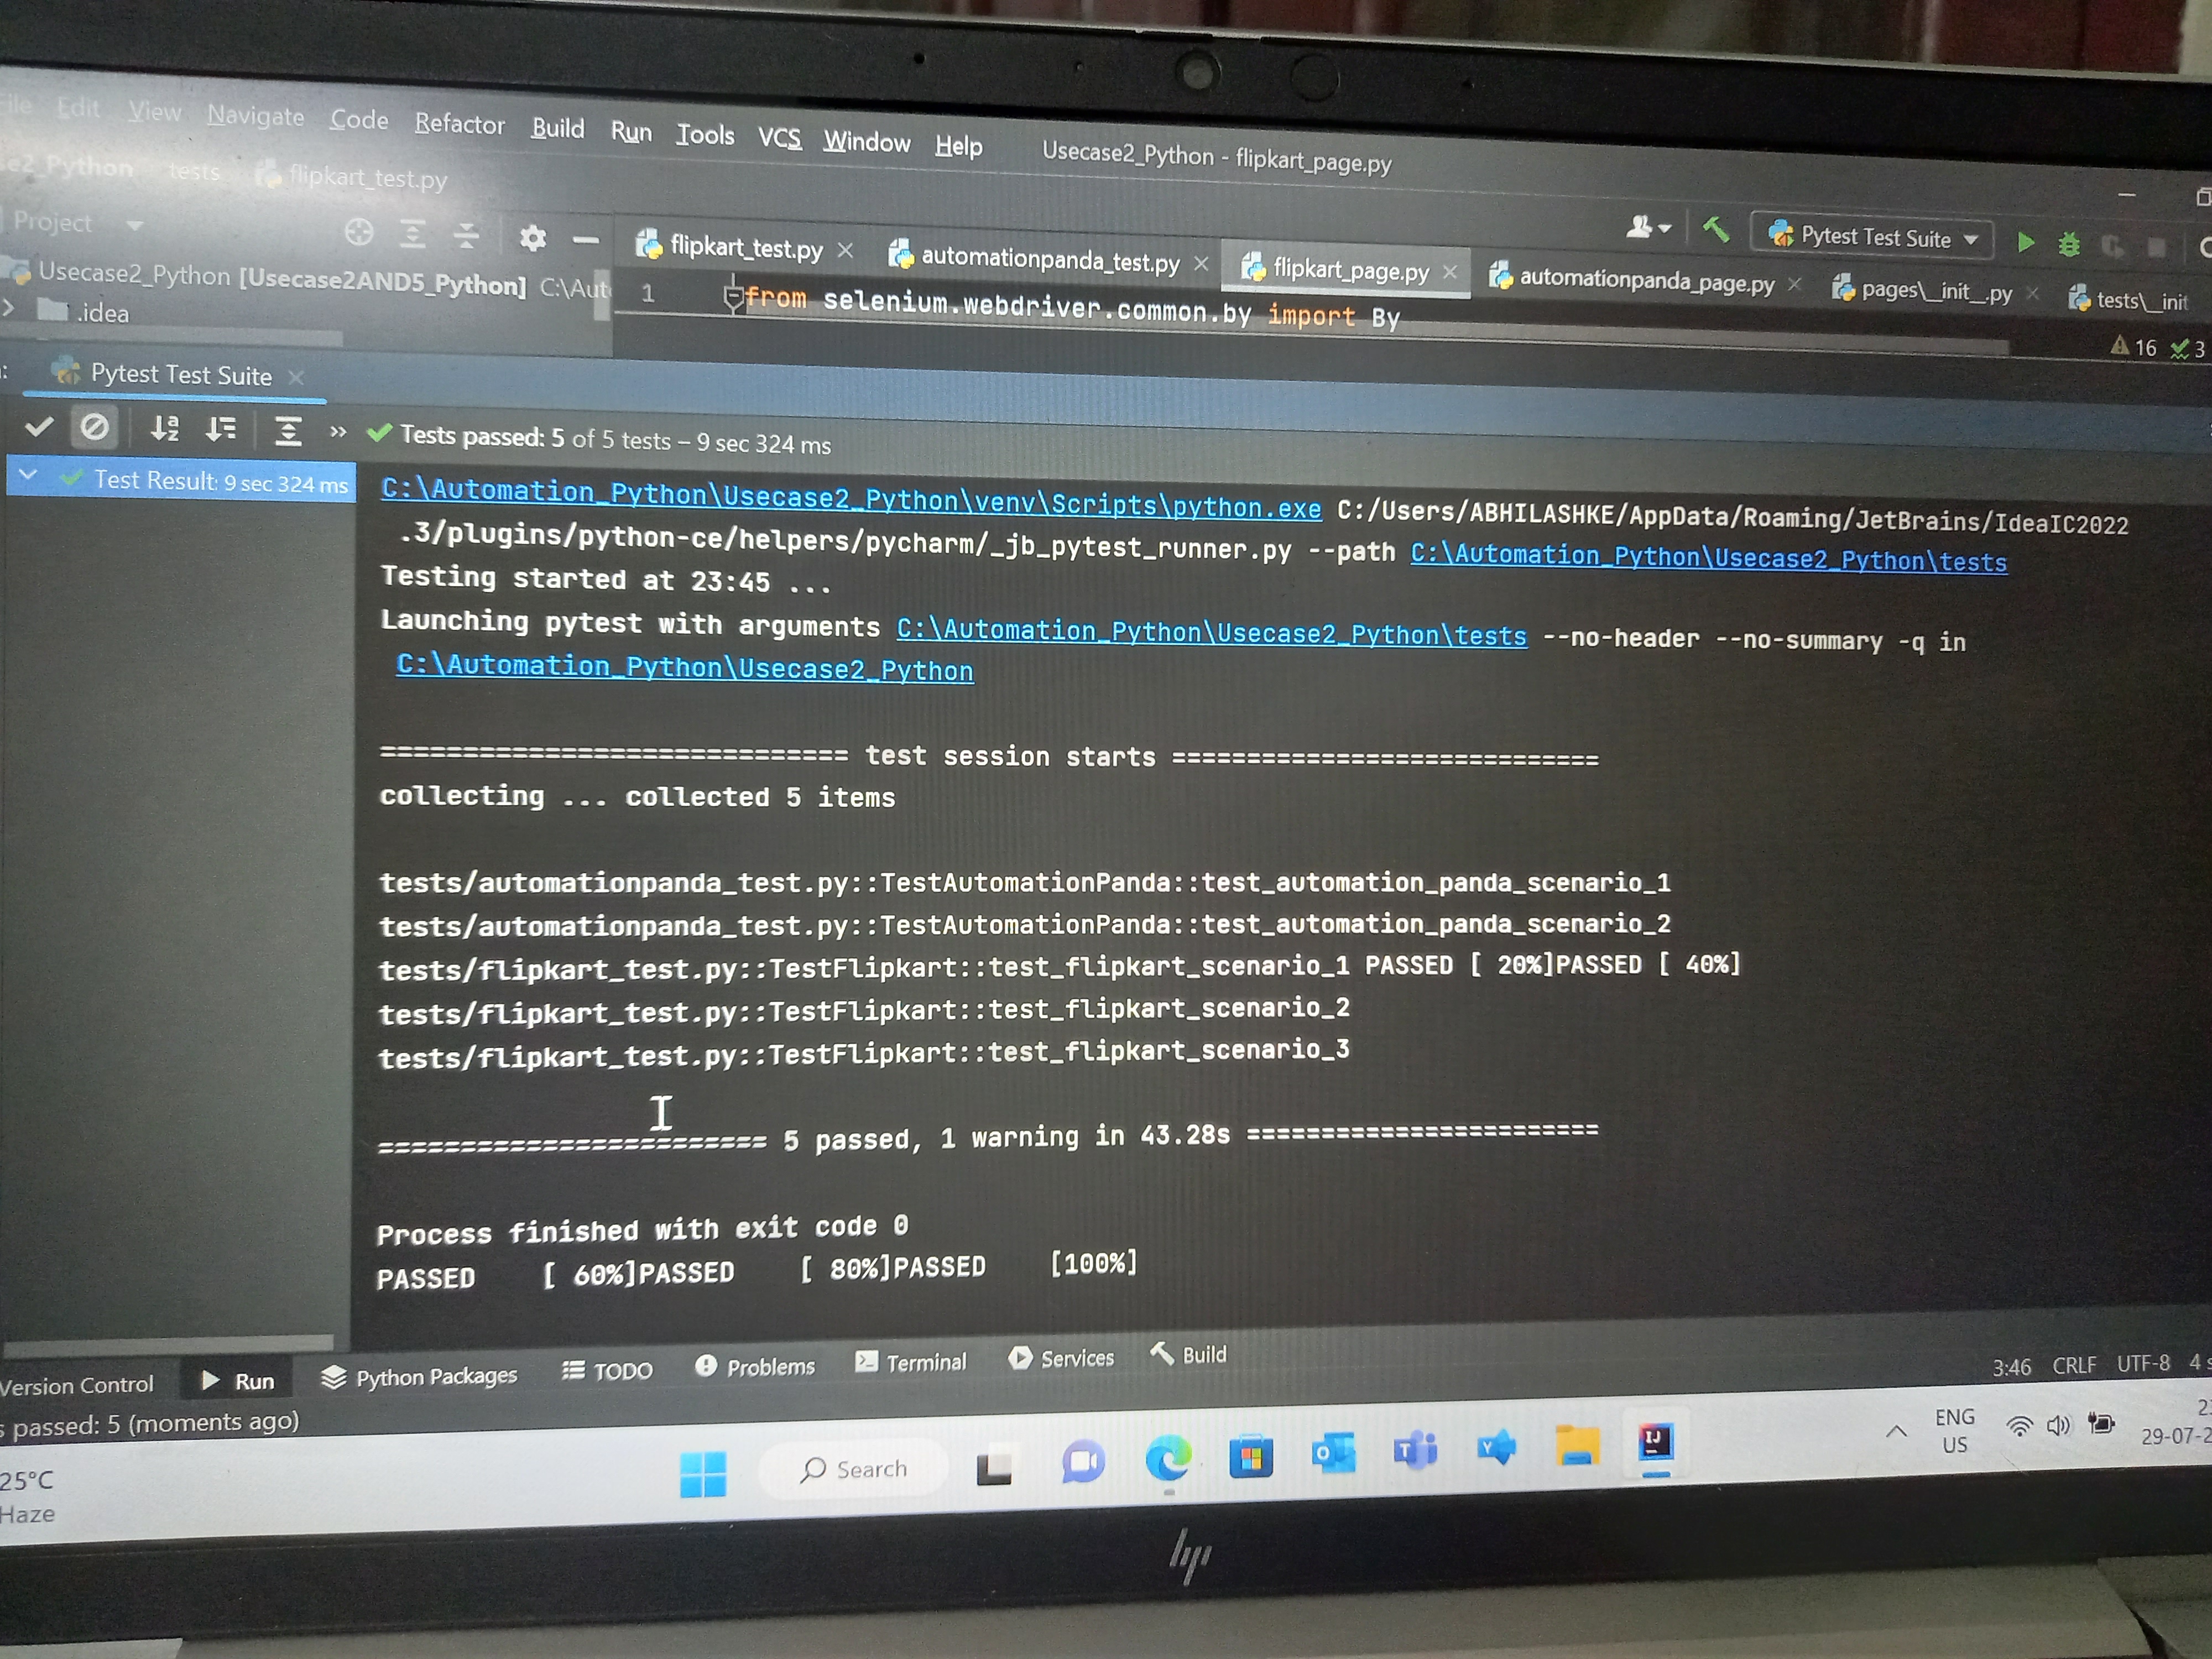 File Edit View Navigate Code Refactor Build Run Tools VCS Window Help Usecase2_Python - flipkart_page.py
tests flipkart_test.py
Project
Pytest Test Suite
flipkart_test.py automationpanda_test.py flipkart_page.py automationpanda_page.py pages\__init__.py tests\__init
Usecase2_Python [Usecase2AND5_Python]
.idea
1 from selenium.webdriver.common.by import By
16 3
Pytest Test Suite
Tests passed: 5 of 5 tests – 9 sec 324 ms
Test Result: 9 sec 324 ms
C:\Automation_Python\Usecase2_Python\venv\Scripts\python.exe C:/Users/ABHILASHKE/AppData/Roaming/JetBrains/IdeaIC2022
.3/plugins/python-ce/helpers/pycharm/_jb_pytest_runner.py --path C:\Automation_Python\Usecase2_Python\tests
Testing started at 23:45 ...
Launching pytest with arguments C:\Automation_Python\Usecase2_Python\tests --no-header --no-summary -q in
C:\Automation_Python\Usecase2_Python
============================ test session starts =============================
collecting ... collected 5 items
tests/automationpanda_test.py::TestAutomationPanda::test_automation_panda_scenario_1
tests/automationpanda_test.py::TestAutomationPanda::test_automation_panda_scenario_2
tests/flipkart_test.py::TestFlipkart::test_flipkart_scenario_1 PASSED [ 20%]PASSED [ 40%]
tests/flipkart_test.py::TestFlipkart::test_flipkart_scenario_2
tests/flipkart_test.py::TestFlipkart::test_flipkart_scenario_3
======================== 5 passed, 1 warning in 43.28s ========================
Process finished with exit code 0
PASSED [ 60%]PASSED [ 80%]PASSED [100%]
Version Control Run Python Packages TODO Problems Terminal Services Build
3:46 CRLF UTF-8 4 s
passed: 5 (moments ago)
25°C
Haze
Search
ENG
US
29-07-2
hp